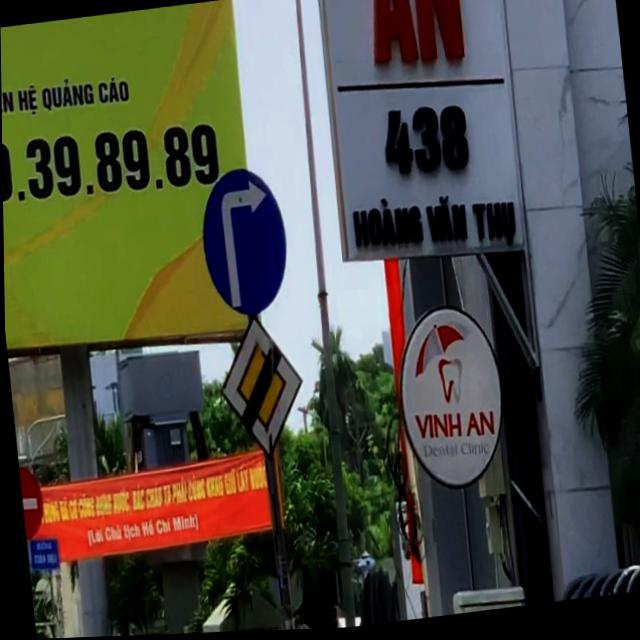 HỆ QUẢNG CÁO
.39.89.89
AN
438
HOÀNG VĂN THỤ
VINH AN
Dental Clinic
(Lời Chủ tịch Hồ Chí Minh)